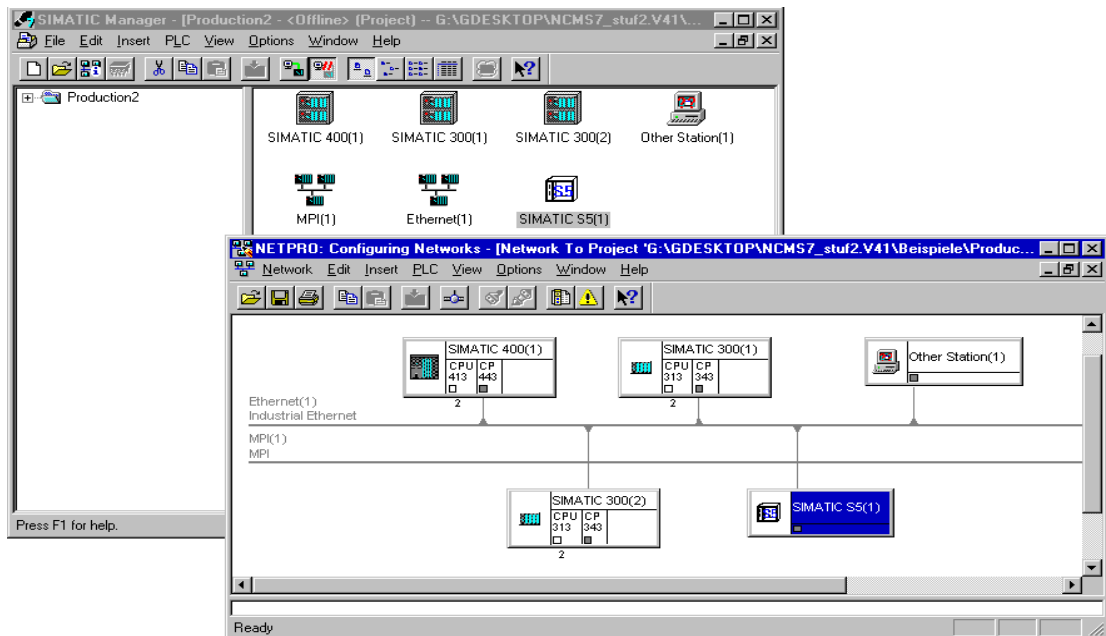 SIMATIC Manager - [Production2 - <Offline> (Project) -- G:\GDESKTOP\NCMS7_stuf2.V41\...
File Edit Insert PLC View Options Window Help
Production2
SIMATIC 400(1) SIMATIC 300(1) SIMATIC 300(2) Other Station(1)
S5
MPI(1) Ethernet(1) SIMATIC S5(1)
Press F1 for help.
NETPRO: Configuring Networks - [Network To Project 'G:\GDESKTOP\NCMS7_stuf2.V41\Beispiele\Produc...
Network Edit Insert PLC View Options Window Help
SIMATIC 400(1)
CPU CP
413 443
2
SIMATIC 300(1)
CPU CP
313 343
2
Other Station(1)
Ethernet(1)
Industrial Ethernet
MPI(1)
MPI
SIMATIC 300(2)
CPU CP
313 343
2
S5
SIMATIC S5(1)
Ready